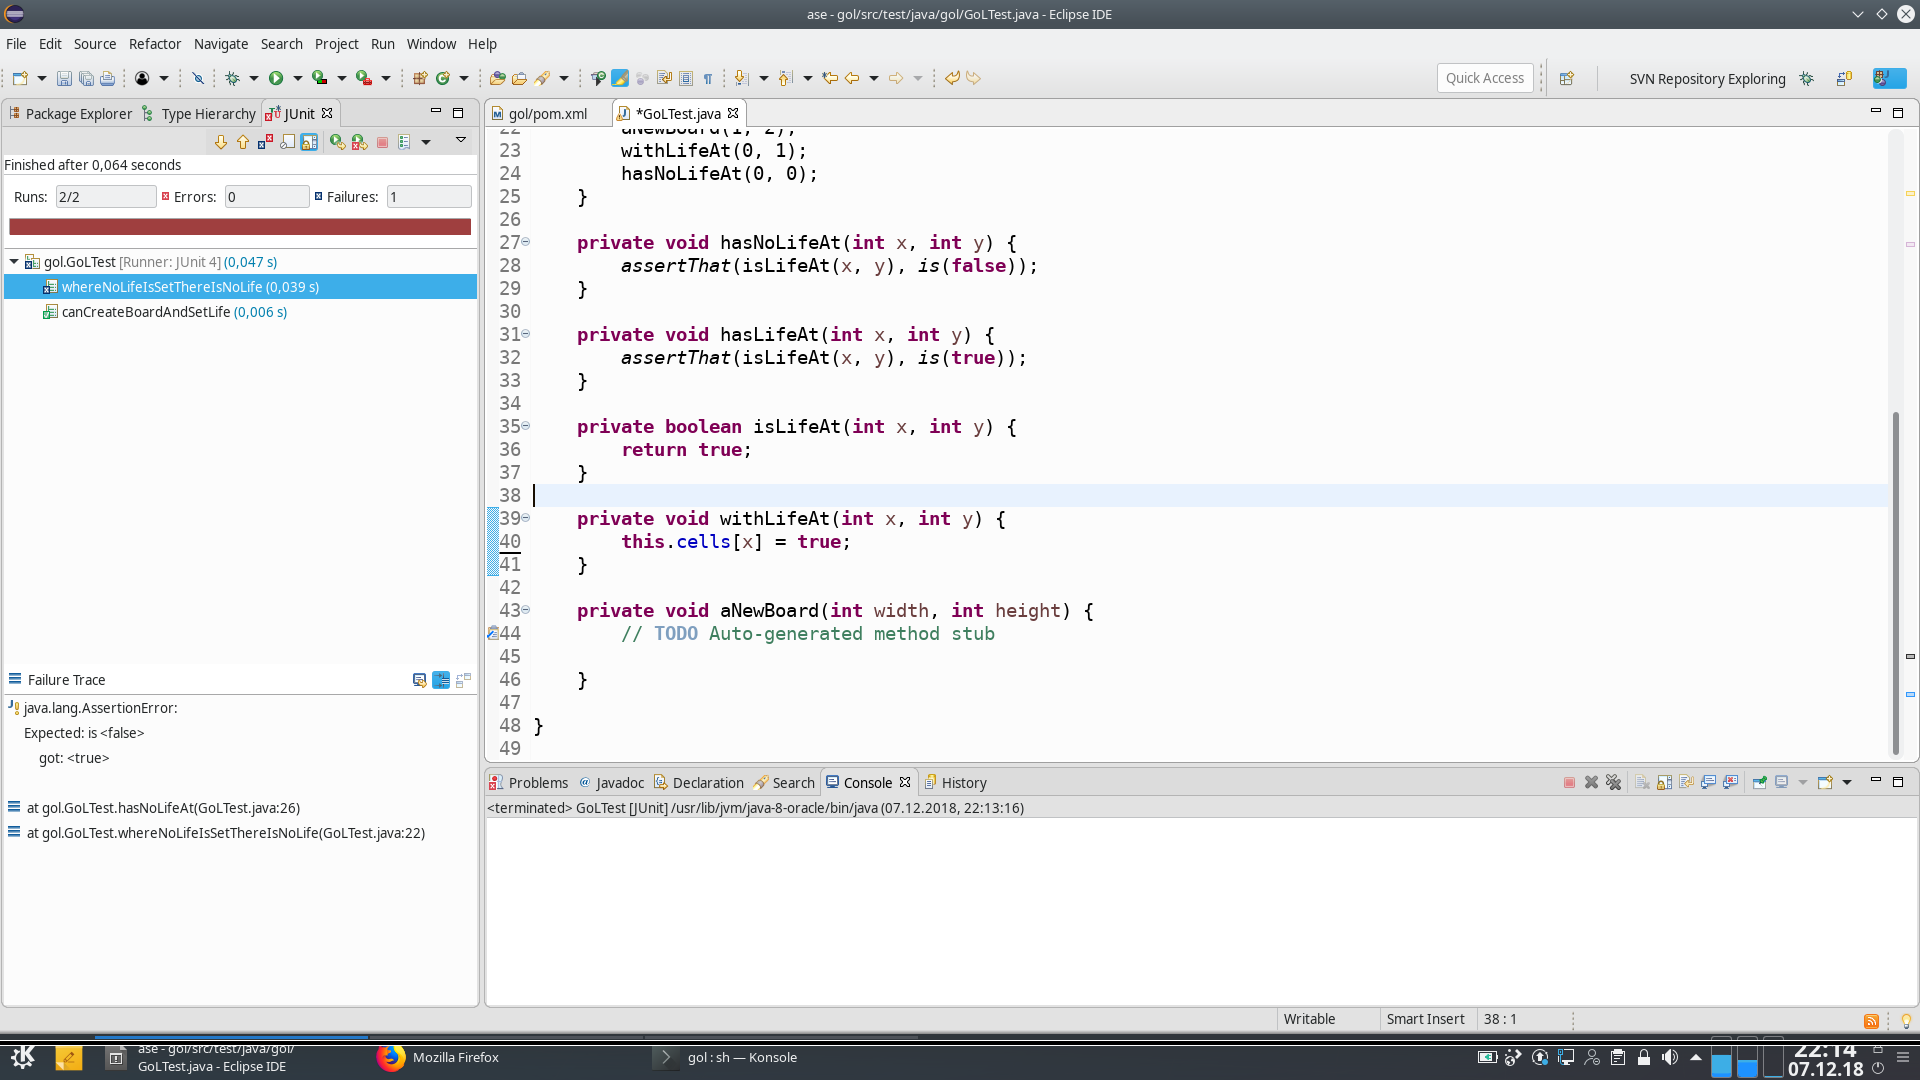 ase - gol/src/test/java/gol/GoLTest.java - Eclipse IDE
File Edit Source Refactor Navigate Search Project Run Window Help
Quick Access
SVN Repository Exploring
Package Explorer Type Hierarchy JUnit
gol/pom.xml *GoLTest.java
Finished after 0,064 seconds
Runs: 2/2 Errors: 0 Failures: 1
gol.GoLTest [Runner: JUnit 4] (0,047 s)
whereNoLifeIsSetThereIsNoLife (0,039 s)
canCreateBoardAndSetLife (0,006 s)
Failure Trace
java.lang.AssertionError:
Expected: is <false>
got: <true>
at gol.GoLTest.hasNoLifeAt(GoLTest.java:26)
at gol.GoLTest.whereNoLifeIsSetThereIsNoLife(GoLTest.java:22)
22 aNewBoard(1, 2);
23 withLifeAt(0, 1);
24 hasNoLifeAt(0, 0);
25 }
26
27 private void hasNoLifeAt(int x, int y) {
28 assertThat(isLifeAt(x, y), is(false));
29 }
30
31 private void hasLifeAt(int x, int y) {
32 assertThat(isLifeAt(x, y), is(true));
33 }
34
35 private boolean isLifeAt(int x, int y) {
36 return true;
37 }
38
39 private void withLifeAt(int x, int y) {
40 this.cells[x] = true;
41 }
42
43 private void aNewBoard(int width, int height) {
44 // TODO Auto-generated method stub
45
46 }
47
48 }
49
Problems Javadoc Declaration Search Console History
<terminated> GoLTest [JUnit] /usr/lib/jvm/java-8-oracle/bin/java (07.12.2018, 22:13:16)
Writable Smart Insert 38 : 1
ase - gol/src/test/java/gol/
GoLTest.java - Eclipse IDE
Mozilla Firefox
gol : sh — Konsole
22:14
07.12.18